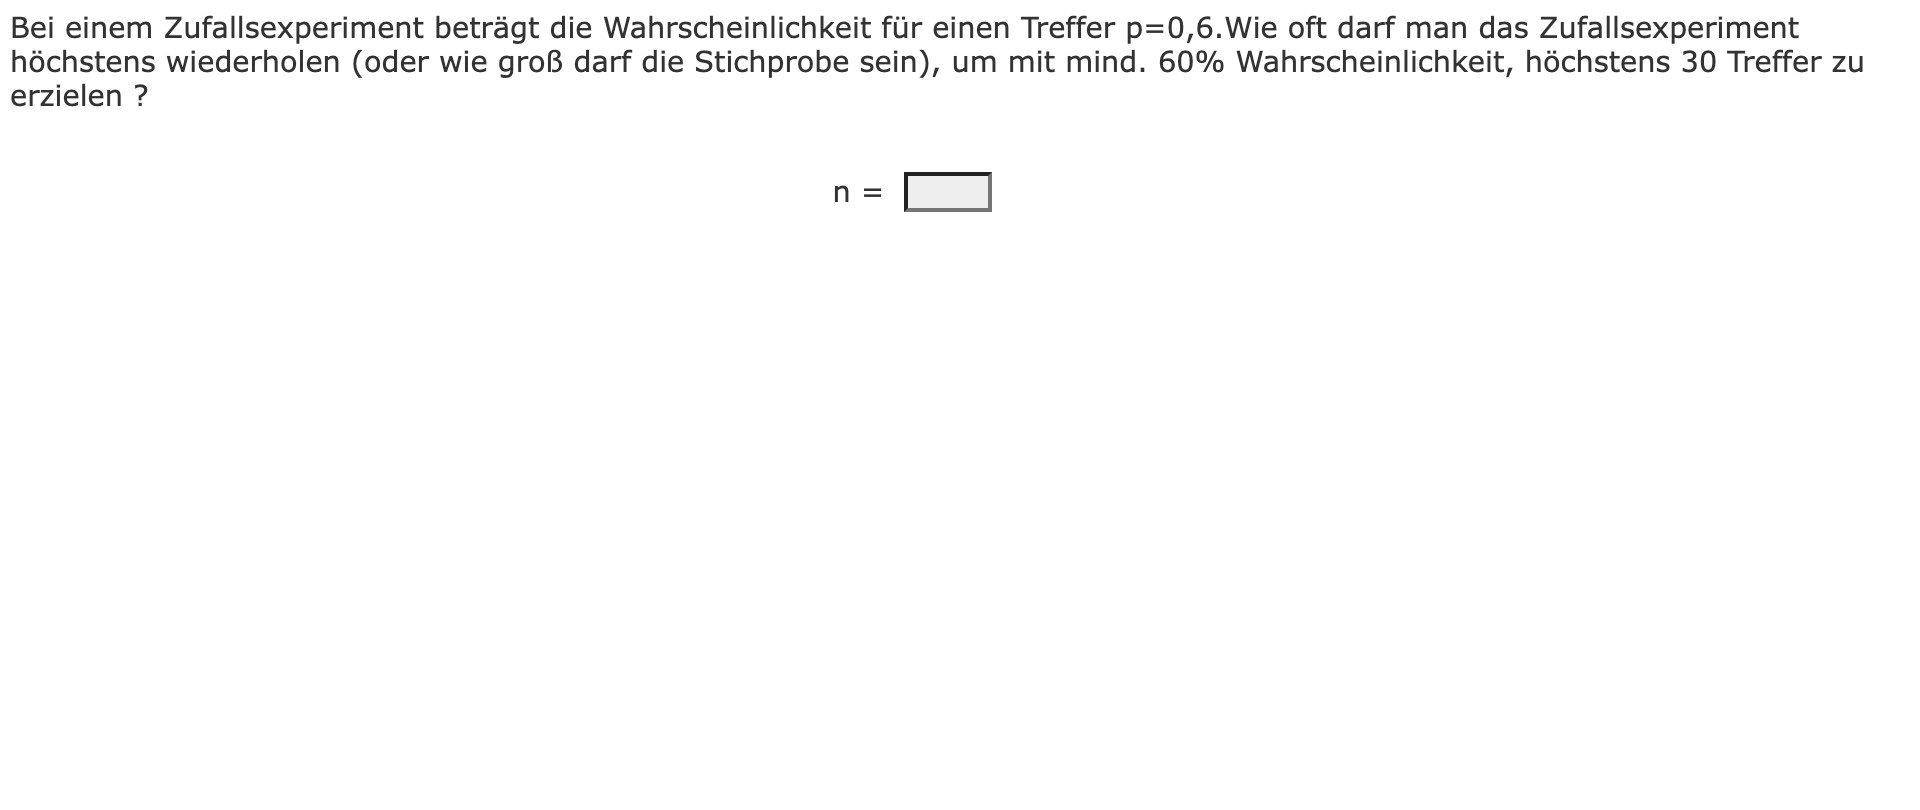 Bei einem Zufallsexperiment beträgt die Wahrscheinlichkeit für einen Treffer p=0,6.Wie oft darf man das Zufallsexperiment
höchstens wiederholen (oder wie groß darf die Stichprobe sein), um mit mind. 60% Wahrscheinlichkeit, höchstens 30 Treffer zu
erzielen ?
n =